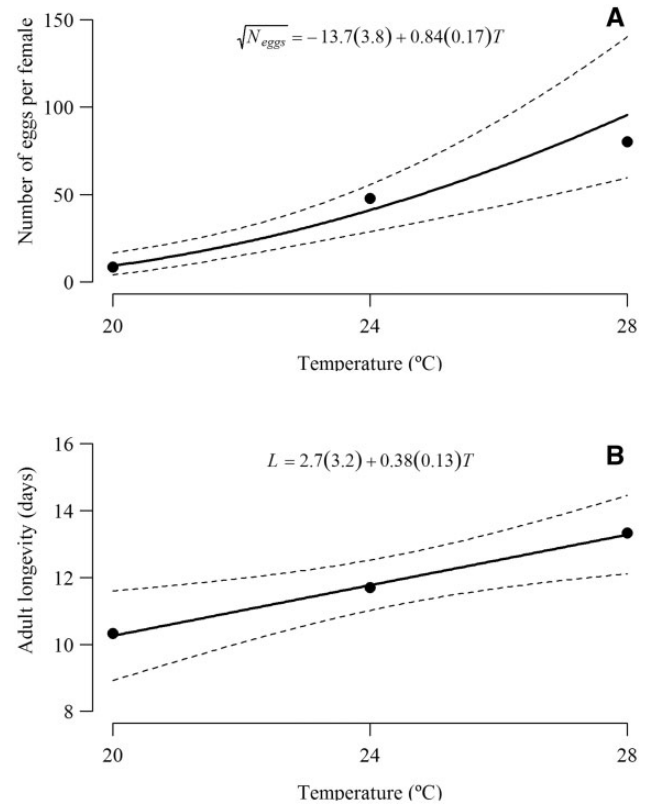 A
√N_eggs = −13.7(3.8) + 0.84(0.17)T
150
100
50
0
Number of eggs per female
20 24 28
Temperature (ºC)
B
L = 2.7(3.2) + 0.38(0.13)T
16
14
12
10
8
Adult longevity (days)
20 24 28
Temperature (ºC)